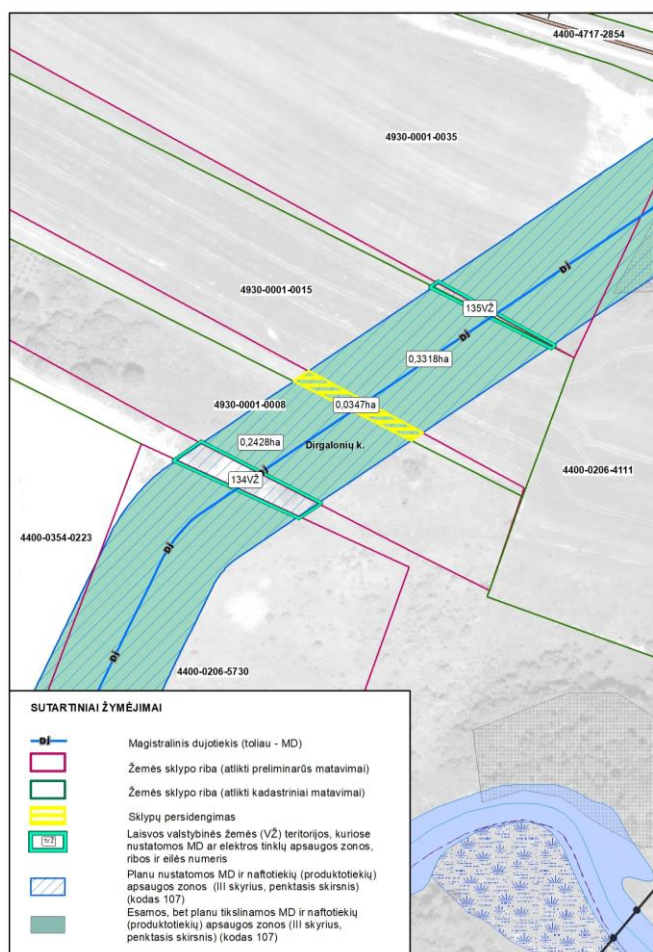 4400-4717-2854
4930-0001-0035
DJ
4930-0001-0015
135VŽ
DJ
0,3318ha
4930-0001-0008
0,0347ha
0,2428ha
Dirgalonių k.
DJ
134VŽ
4400-0206-4111
4400-0354-0223
DJ
DJ
4400-0206-5730
SUTARTINIAI ŽYMĖJIMAI
DJ
Magistralinis dujotiekis (toliau - MD)
Žemės sklypo riba (atlikti preliminarūs matavimai)
Žemės sklypo riba (atlikti kadastriniai matavimai)
Sklypų persidengimas
Laisvos valstybinės žemės (VŽ) teritorijos, kuriose
nustatomos MD ar elektros tinklų apsaugos zonos,
ribos ir eilės numeris
Planu nustatomos MD ir naftotiekių (produktotiekių)
apsaugos zonos (III skyrius, penktasis skirsnis)
(kodas 107)
Esamos, bet planu tikslinamos MD ir naftotiekių
(produktotiekių) apsaugos zonos (III skyrius,
penktasis skirsnis) (kodas 107)